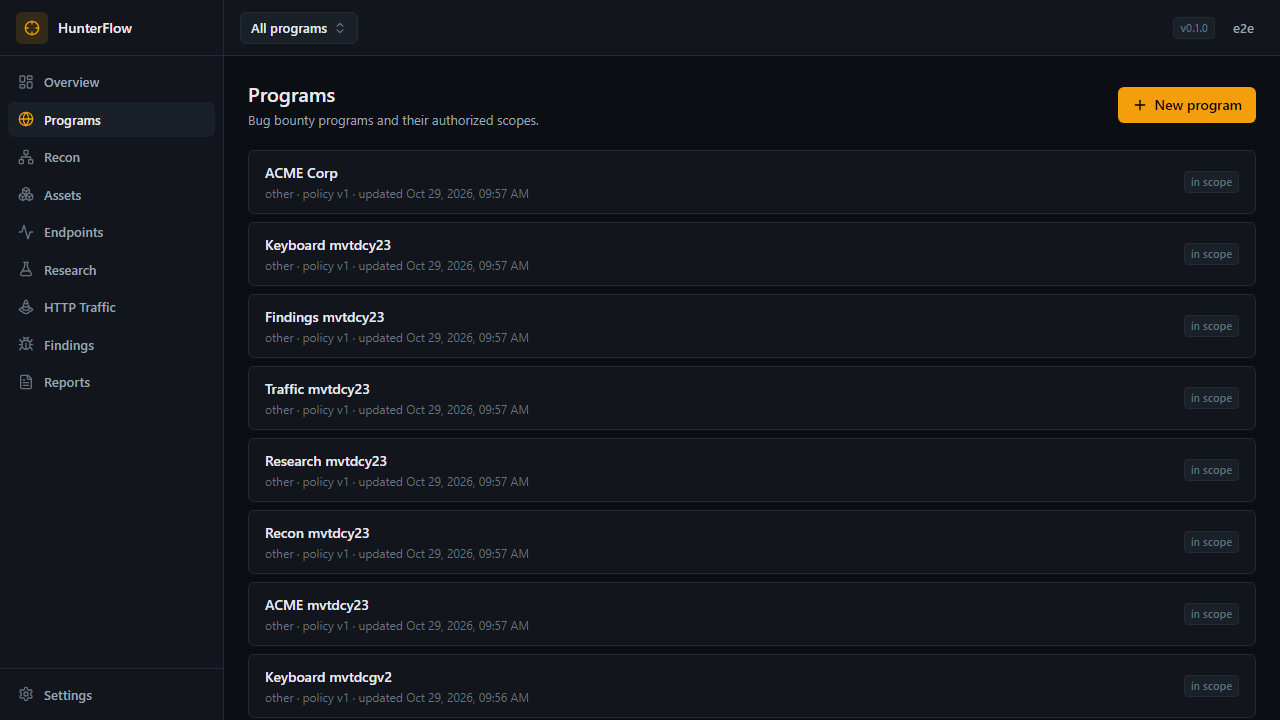 HunterFlow
All programs
v0.1.0
e2e
Overview
Programs
Recon
Assets
Endpoints
Research
HTTP Traffic
Findings
Reports
Settings
Programs
Bug bounty programs and their authorized scopes.
New program
ACME Corp
other · policy v1 · updated Oct 29, 2026, 09:57 AM
in scope
Keyboard mvtdcy23
other · policy v1 · updated Oct 29, 2026, 09:57 AM
in scope
Findings mvtdcy23
other · policy v1 · updated Oct 29, 2026, 09:57 AM
in scope
Traffic mvtdcy23
other · policy v1 · updated Oct 29, 2026, 09:57 AM
in scope
Research mvtdcy23
other · policy v1 · updated Oct 29, 2026, 09:57 AM
in scope
Recon mvtdcy23
other · policy v1 · updated Oct 29, 2026, 09:57 AM
in scope
ACME mvtdcy23
other · policy v1 · updated Oct 29, 2026, 09:57 AM
in scope
Keyboard mvtdcgv2
other · policy v1 · updated Oct 29, 2026, 09:56 AM
in scope